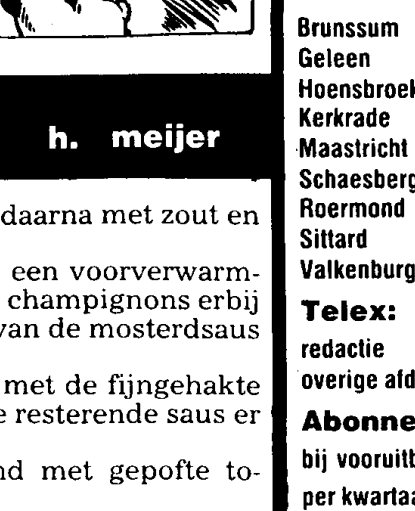 h. meijer
daarna met zout en
een voorverwarm-
champignons erbij
van de mosterdsaus
met de fijngehakte
resterende saus er
met gepofte to-
Brunssum
Geleen
Hoensbroek
Kerkrade
Maastricht
Schaesberg
Roermond
Sittard
Valkenburg
Telex:
redactie
overige afd
Abonne
bij vooruitb
per kwartaa